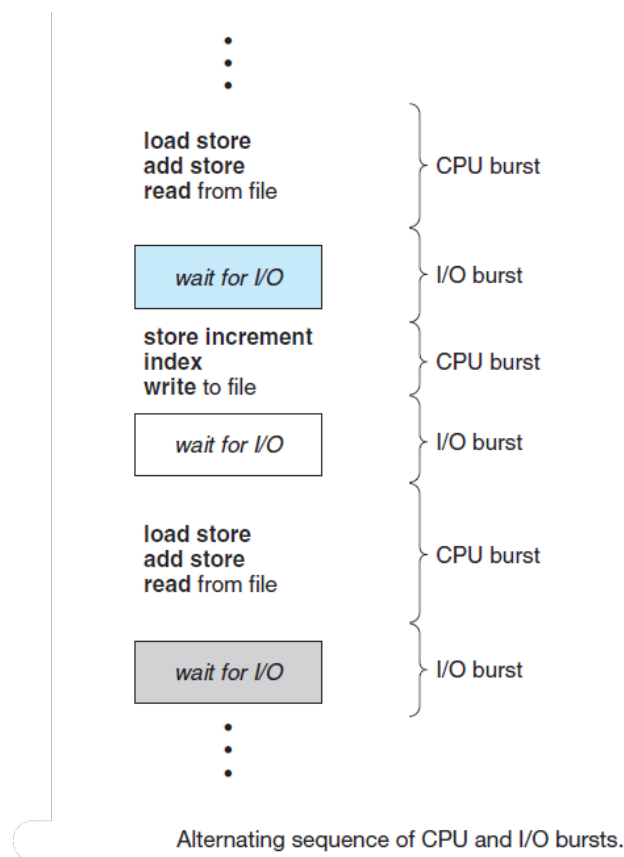 load store
add store
read from file
CPU burst
wait for I/O
I/O burst
store increment
index
write to file
CPU burst
wait for I/O
I/O burst
load store
add store
read from file
CPU burst
wait for I/O
I/O burst
Alternating sequence of CPU and I/O bursts.